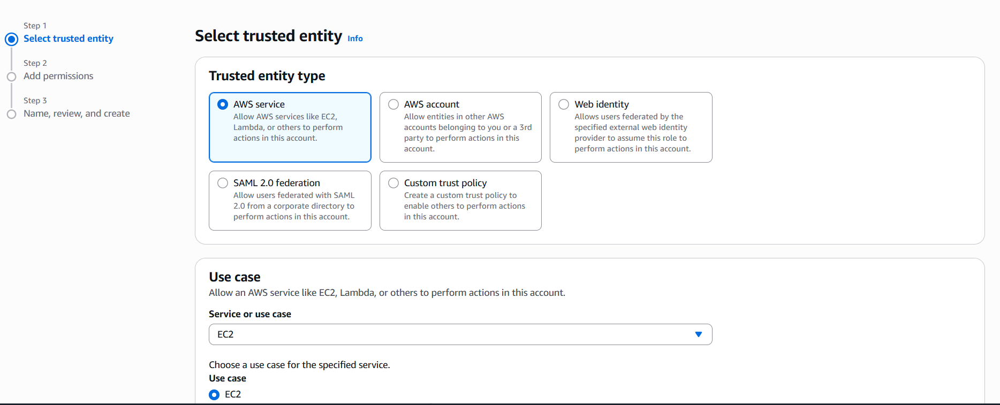 Step 1
Select trusted entity
Step 2
Add permissions
Step 3
Name, review, and create
Select trusted entity Info
Trusted entity type
AWS service
Allow AWS services like EC2,
Lambda, or others to perform
actions in this account.
AWS account
Allow entities in other AWS
accounts belonging to you or a 3rd
party to perform actions in this
account.
Web identity
Allows users federated by the
specified external web identity
provider to assume this role to
perform actions in this account.
SAML 2.0 federation
Allow users federated with SAML
2.0 from a corporate directory to
perform actions in this account.
Custom trust policy
Create a custom trust policy to
enable others to perform actions
in this account.
Use case
Allow an AWS service like EC2, Lambda, or others to perform actions in this account.
Service or use case
EC2
Choose a use case for the specified service.
Use case
EC2